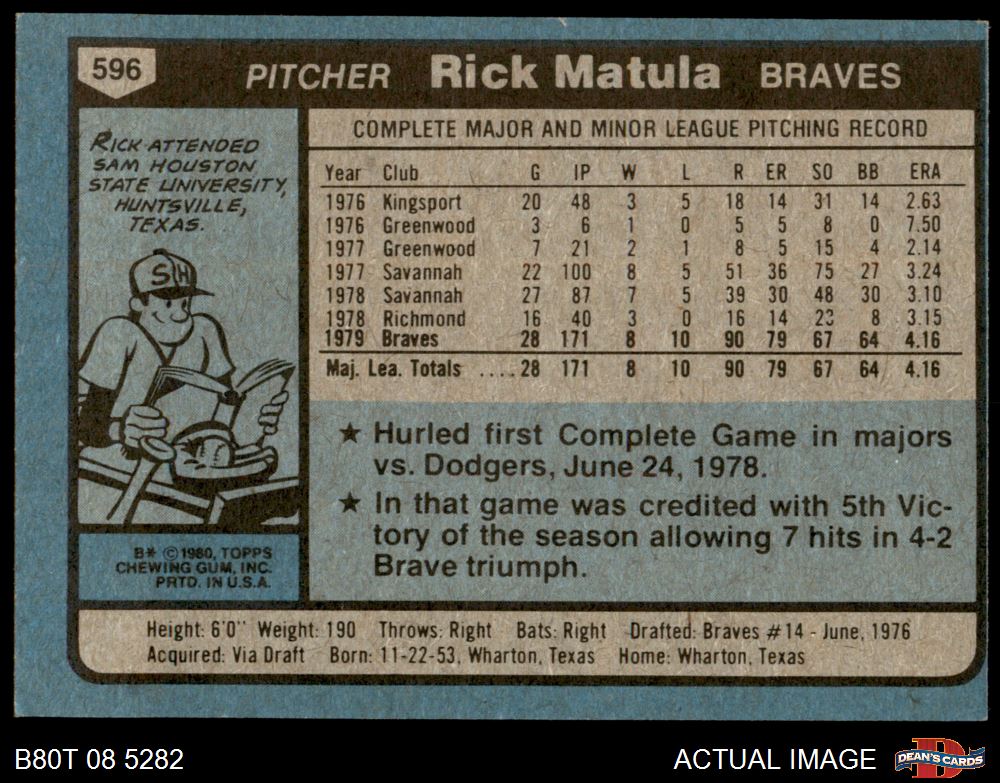 596 PITCHER Rick Matula BRAVES
RICK ATTENDED
SAM HOUSTON
STATE UNIVERSITY,
HUNTSVILLE,
TEXAS.
SH
B* ©1980, TOPPS
CHEWING GUM, INC.
PRTD. IN U.S.A.
COMPLETE MAJOR AND MINOR LEAGUE PITCHING RECORD
Year Club G IP W L R ER SO BB ERA
1976 Kingsport 20 48 3 5 18 14 31 14 2.63
1976 Greenwood 3 6 1 0 5 5 8 0 7.50
1977 Greenwood 7 21 2 1 8 5 15 4 2.14
1977 Savannah 22 100 8 5 51 36 75 27 3.24
1978 Savannah 27 87 7 5 39 30 48 30 3.10
1978 Richmond 16 40 3 0 16 14 23 8 3.15
1979 Braves 28 171 8 10 90 79 67 64 4.16
Maj. Lea. Totals ....28 171 8 10 90 79 67 64 4.16
★ Hurled first Complete Game in majors
vs. Dodgers, June 24, 1978.
★ In that game was credited with 5th Vic-
tory of the season allowing 7 hits in 4-2
Brave triumph.
Height: 6'0" Weight: 190 Throws: Right Bats: Right Drafted: Braves #14 - June, 1976
Acquired: Via Draft Born: 11-22-53, Wharton, Texas Home: Wharton, Texas
B80T 08 5282 ACTUAL IMAGE
D
DEAN'S CARDS